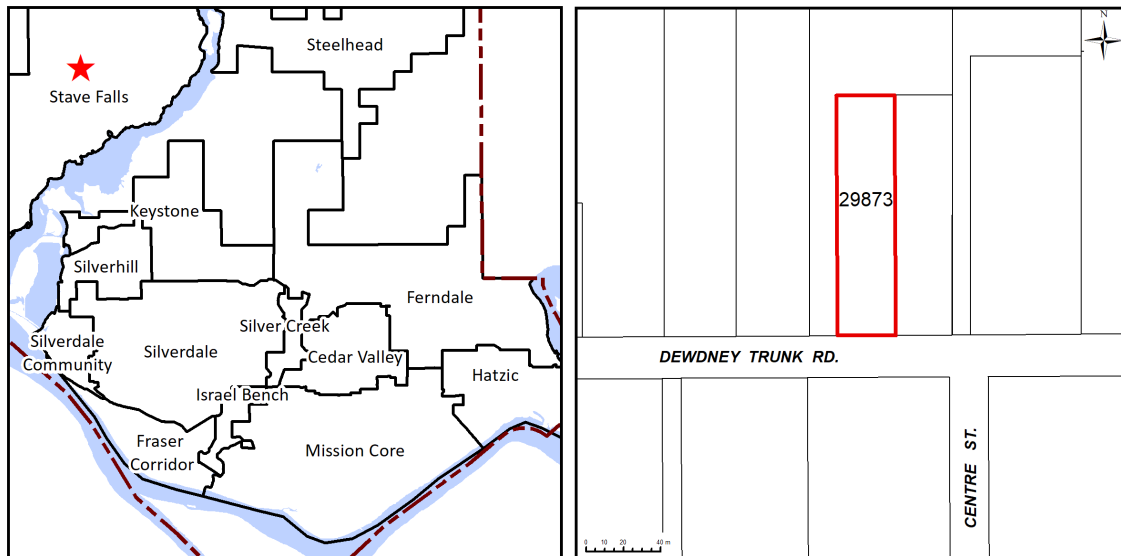 Steelhead
Stave Falls
Keystone
Silverhill
Ferndale
Silver Creek
Silverdale
Community
Silverdale
Cedar Valley
Hatzic
Israel Bench
Fraser
Corridor
Mission Core
N
29873
DEWDNEY TRUNK RD.
CENTRE ST.
0 10 20 40 m